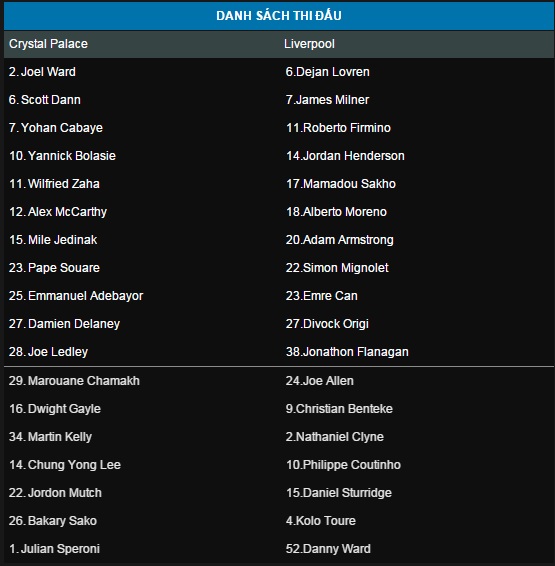 DANH SÁCH THI ĐẤU
Crystal Palace Liverpool
2. Joel Ward 6.Dejan Lovren
6. Scott Dann 7.James Milner
7. Yohan Cabaye 11.Roberto Firmino
10. Yannick Bolasie 14.Jordan Henderson
11. Wilfried Zaha 17.Mamadou Sakho
12. Alex McCarthy 18.Alberto Moreno
15. Mile Jedinak 20.Adam Armstrong
23. Pape Souare 22.Simon Mignolet
25. Emmanuel Adebayor 23.Emre Can
27. Damien Delaney 27.Divock Origi
28. Joe Ledley 38.Jonathon Flanagan
29. Marouane Chamakh 24.Joe Allen
16. Dwight Gayle 9.Christian Benteke
34. Martin Kelly 2.Nathaniel Clyne
14. Chung Yong Lee 10.Philippe Coutinho
22. Jordon Mutch 15.Daniel Sturridge
26. Bakary Sako 4.Kolo Toure
1. Julian Speroni 52.Danny Ward